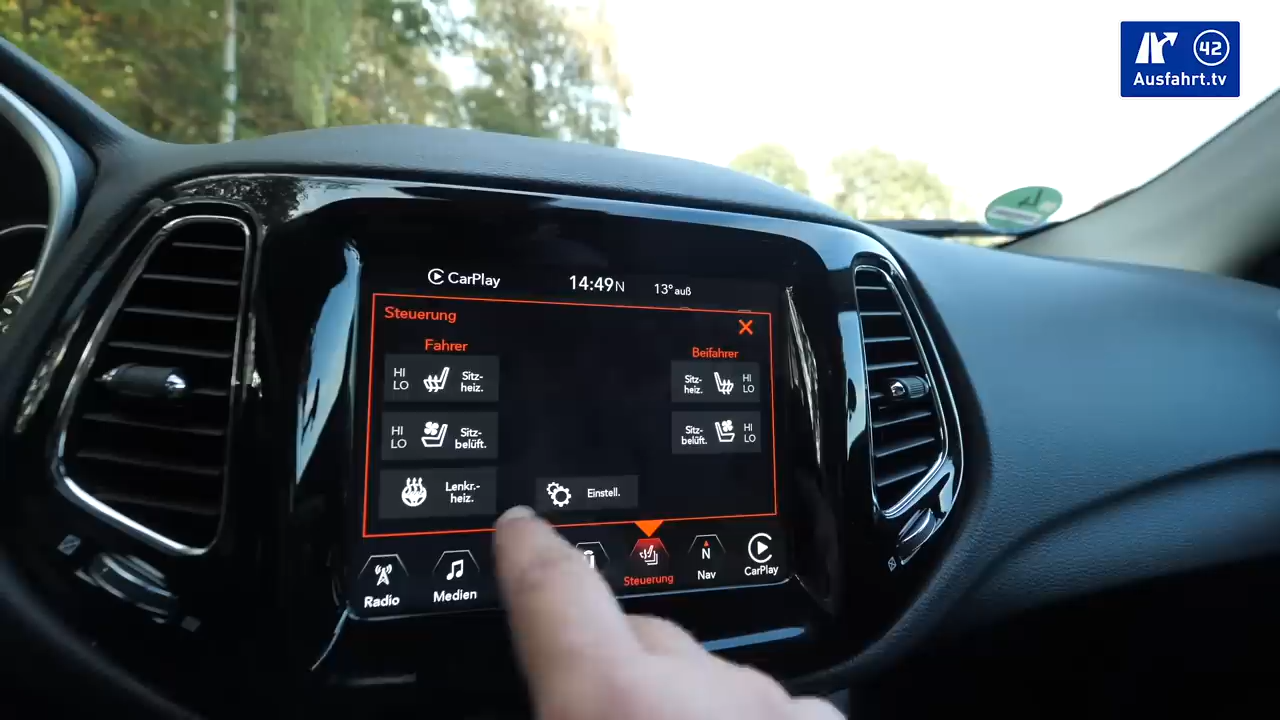 42
Ausfahrt.tv
CarPlay 14:49 N 13° auß
Steuerung
Fahrer
Beifahrer
HI
LO
Sitz-
heiz.
Sitz-
heiz.
HI
LO
HI
LO
Sitz-
belüft.
Sitz-
belüft.
HI
LO
Lenkr.-
heiz.
Einstell.
Radio
Medien
Steuerung
N
Nav
CarPlay